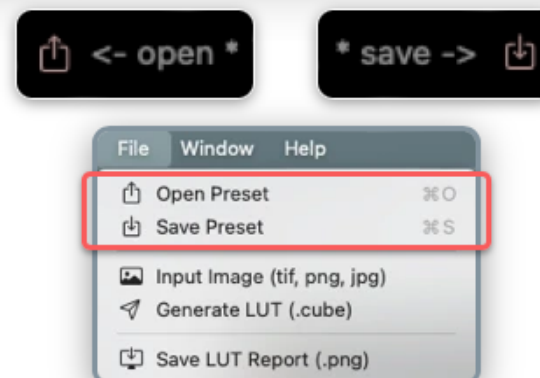 <- open *
* save ->
File Window Help
Open Preset ⌘O
Save Preset ⌘S
Input Image (tif, png, jpg)
Generate LUT (.cube)
Save LUT Report (.png)